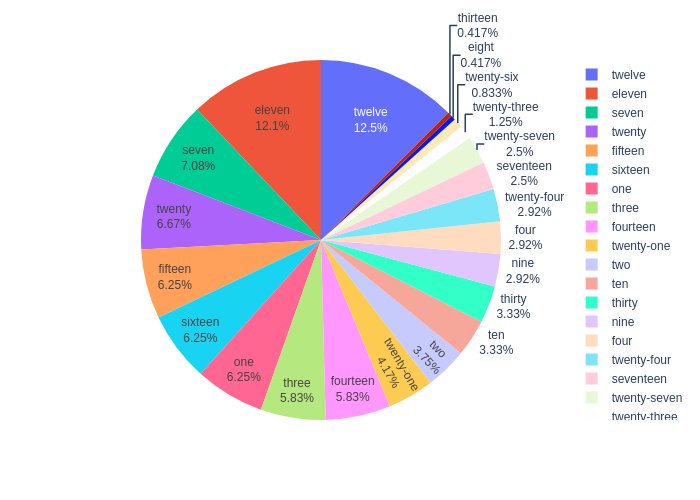 thirteen
0.417%
eight
0.417%
twenty-six
0.833%
twenty-three
1.25%
twenty-seven
2.5%
seventeen
2.5%
twenty-four
2.92%
four
2.92%
nine
2.92%
thirty
3.33%
ten
3.33%
two
3.75%
twenty-one
4.17%
fourteen
5.83%
three
5.83%
one
6.25%
sixteen
6.25%
fifteen
6.25%
twenty
6.67%
seven
7.08%
eleven
12.1%
twelve
12.5%
twelve
eleven
seven
twenty
fifteen
sixteen
one
three
fourteen
twenty-one
two
ten
thirty
nine
four
twenty-four
seventeen
twenty-seven
twenty-three